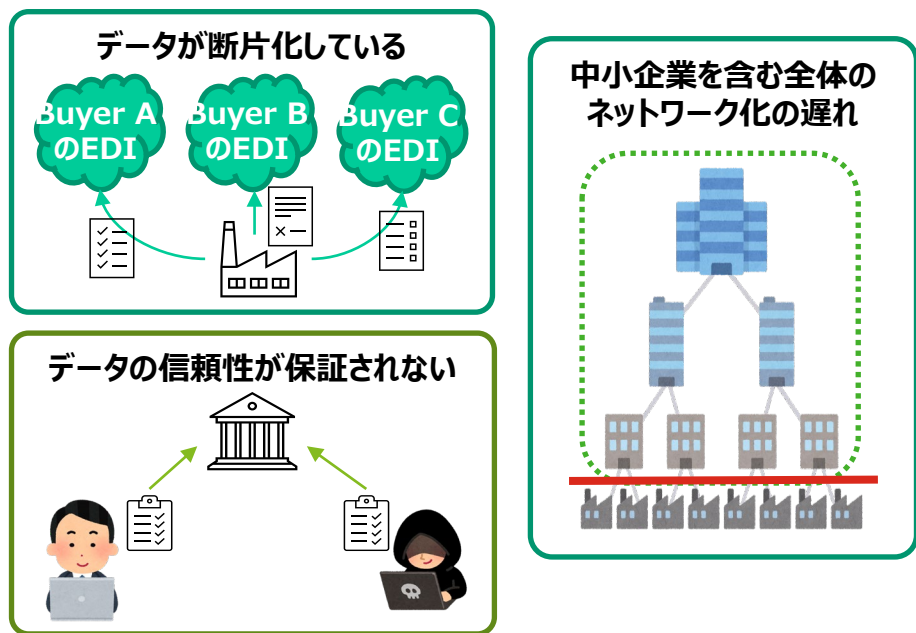 データが断片化している
Buyer A
のEDI
Buyer B
のEDI
Buyer C
のEDI
データの信頼性が保証されない
中小企業を含む全体の
ネットワーク化の遅れ